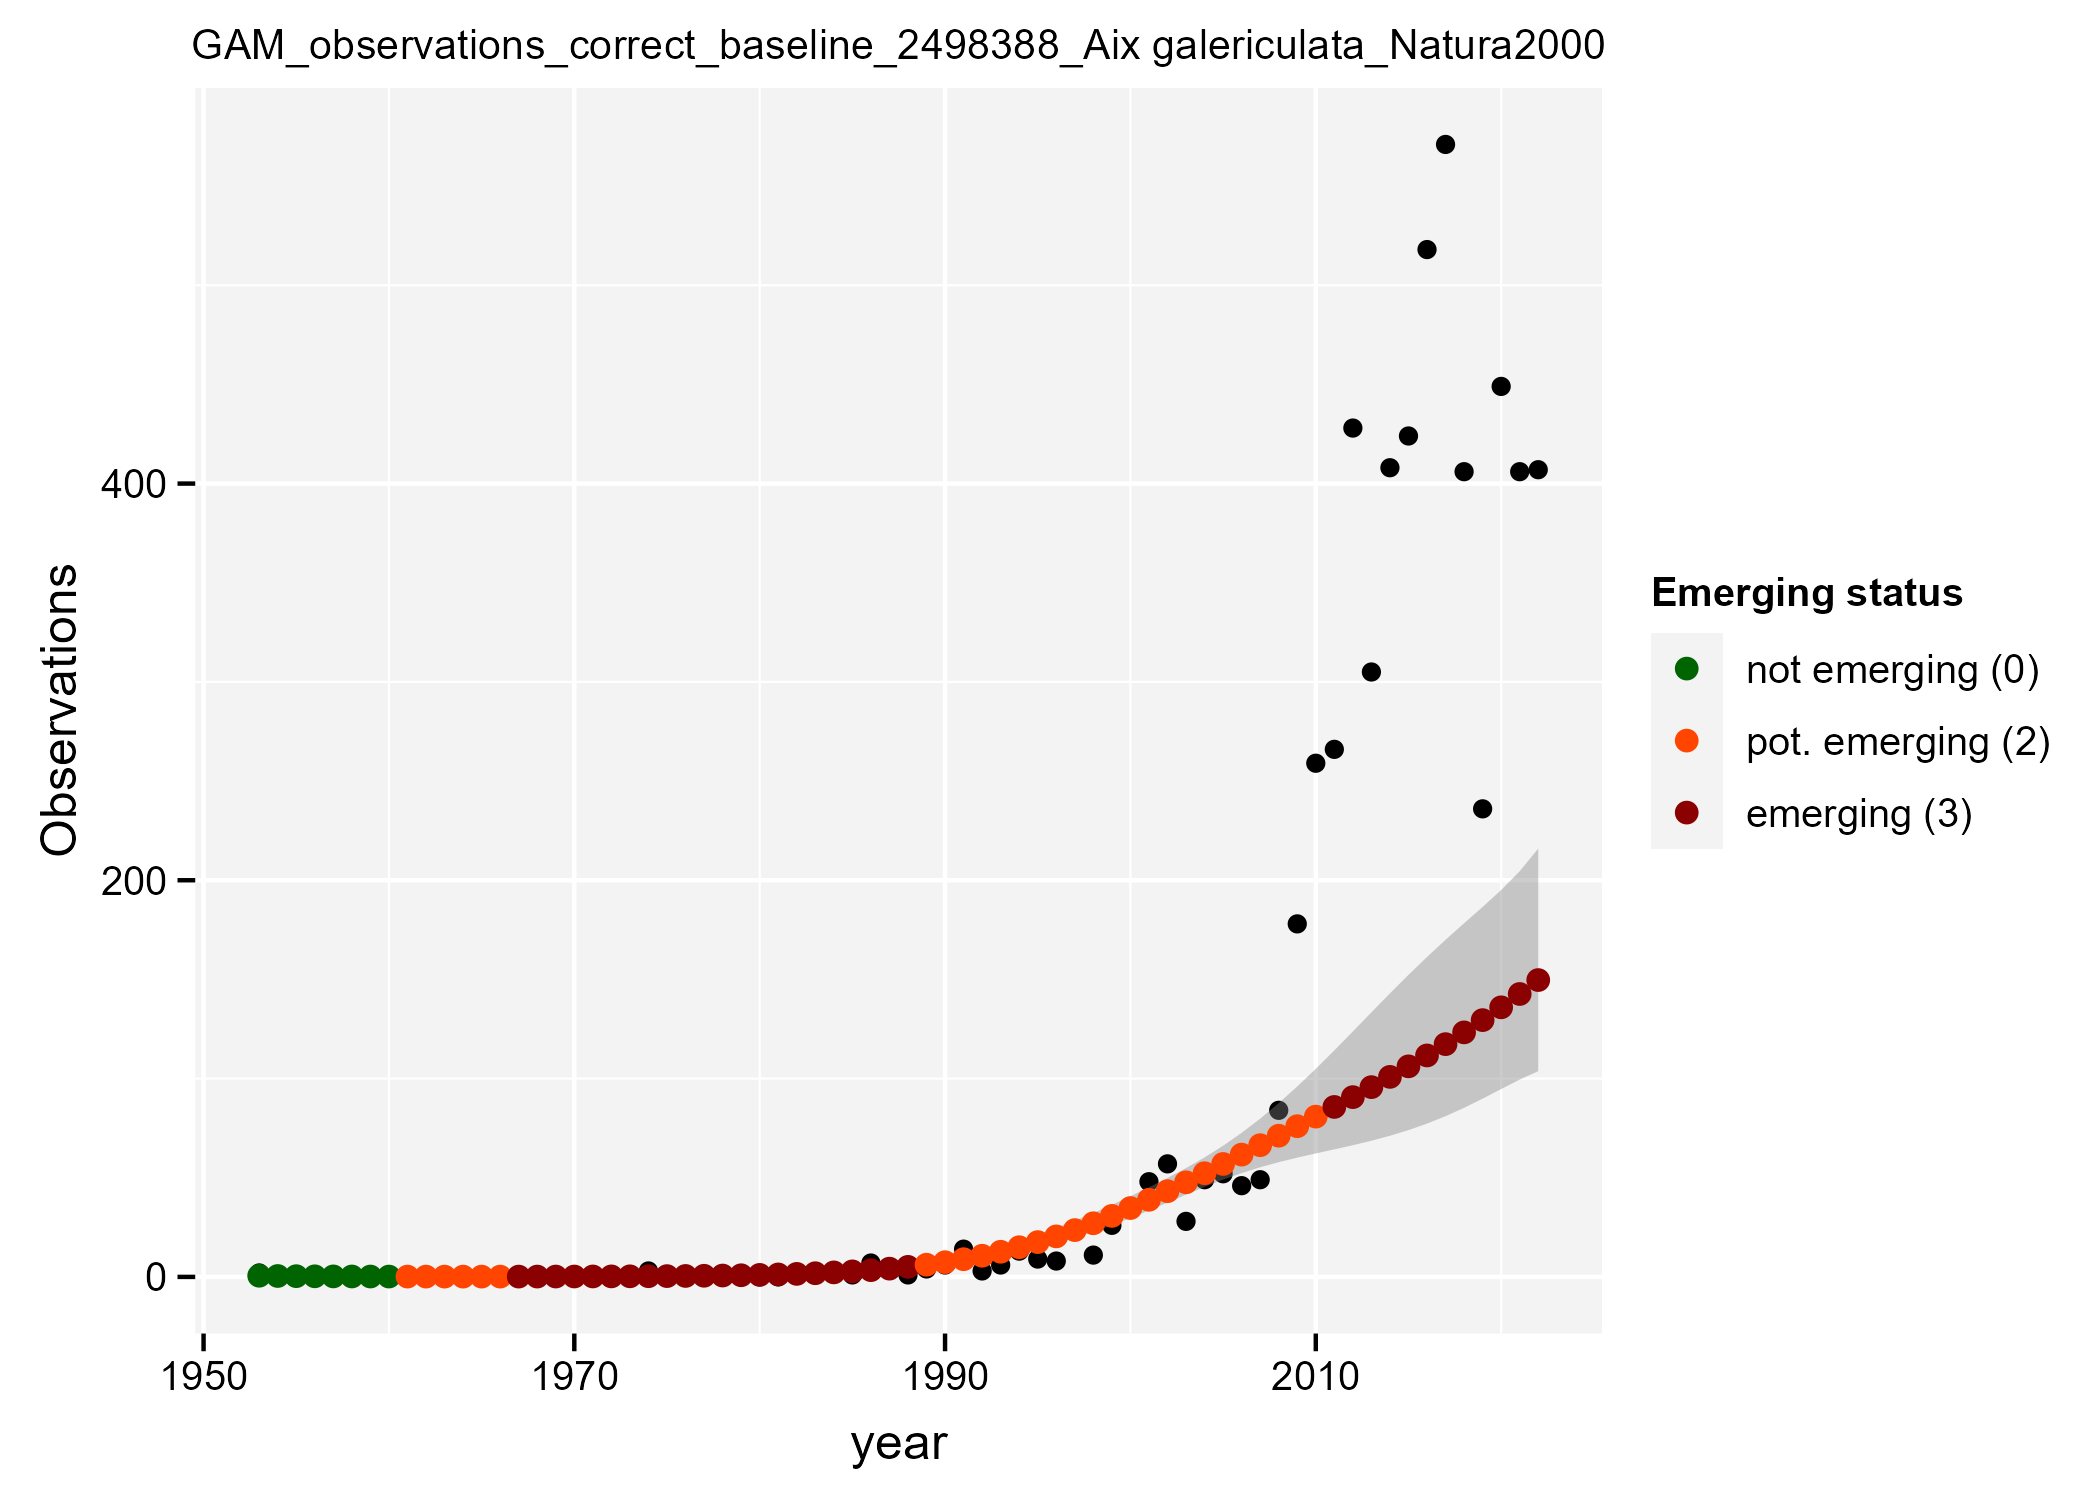 GAM_observations_correct_baseline_2498388_Aix galericulata_Natura2000
Observations
400
200
0
1950 1970 1990 2010
year
Emerging status
not emerging (0)
pot. emerging (2)
emerging (3)